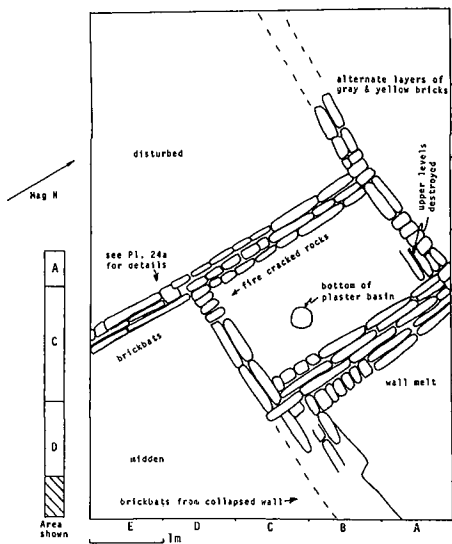 alternate layers of
gray & yellow bricks
disturbed
upper levels
destroyed
Mag N
see Pl. 24a
for details
fire cracked rocks
bottom of
plaster basin
brickbats
wall melt
A
C
D
midden
brickbats from collapsed wall
Area
shown
E D C B A
1m